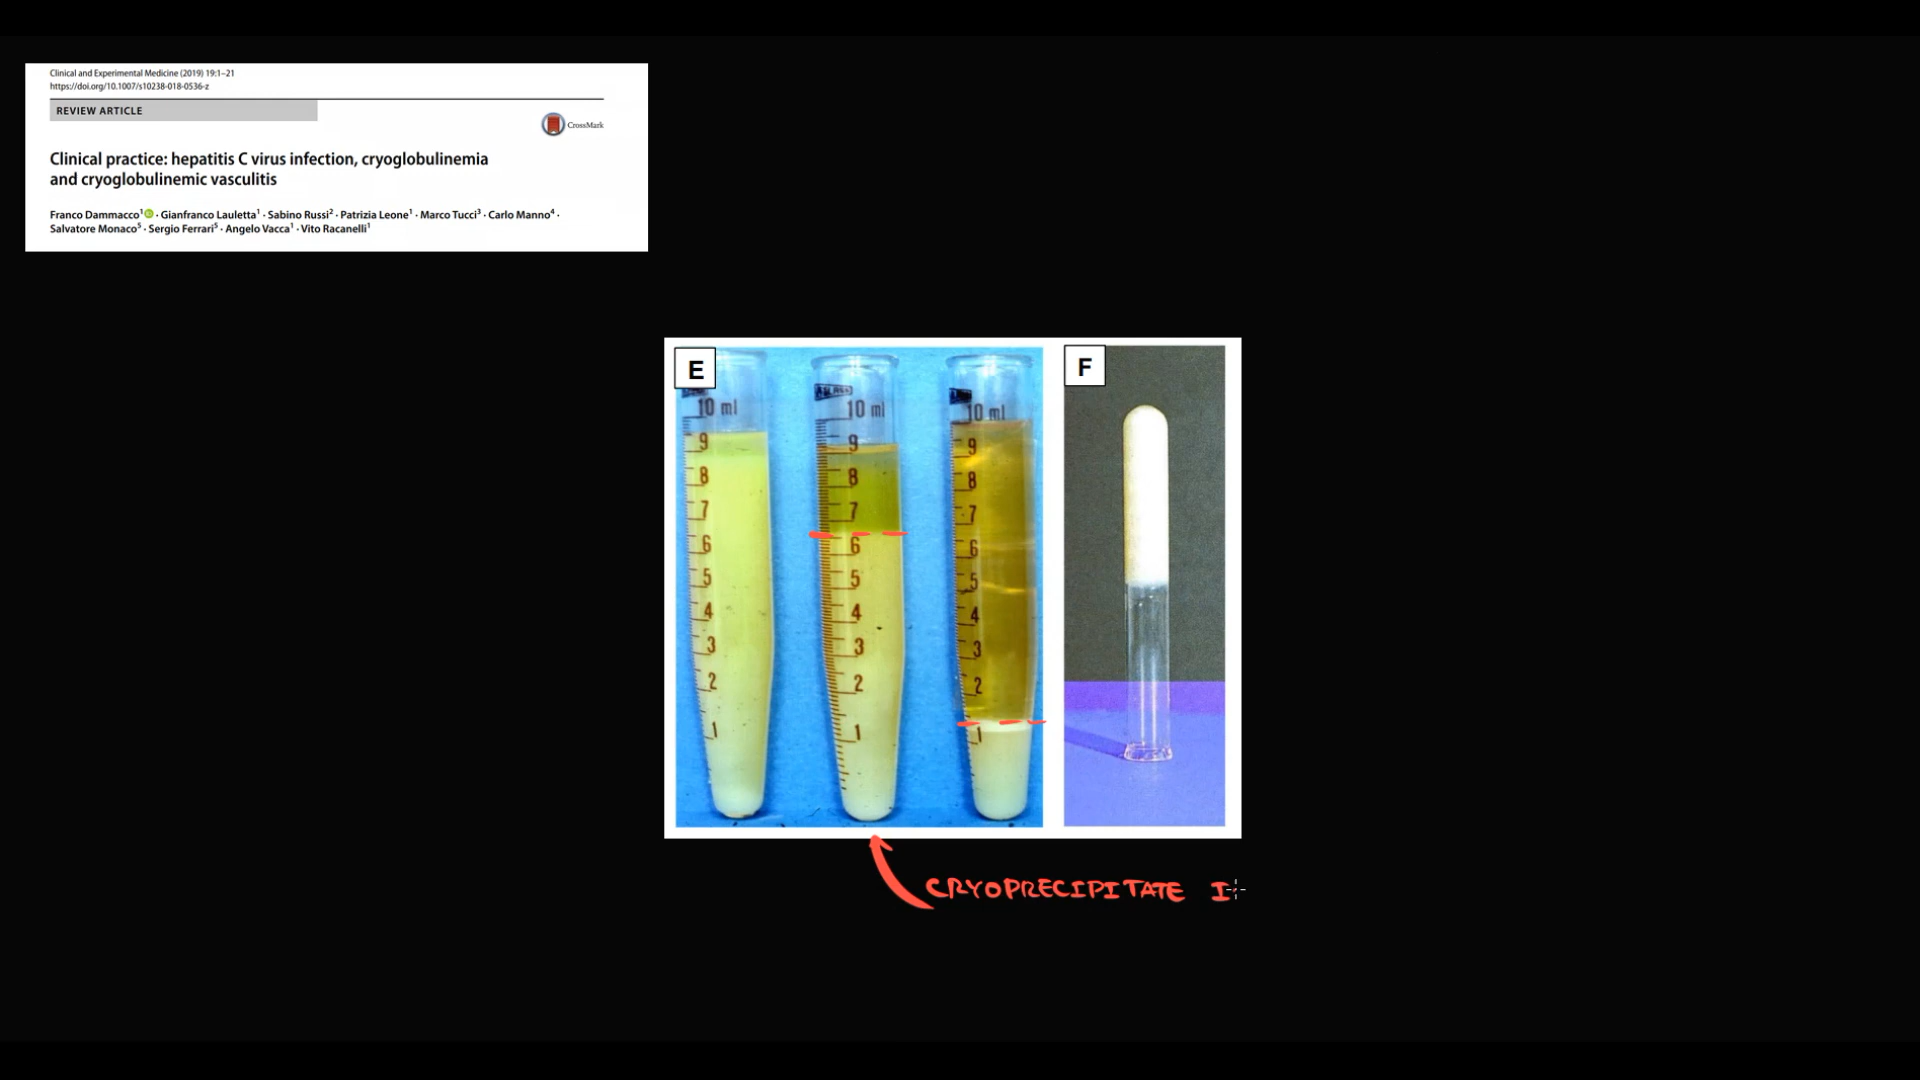 Clinical and Experimental Medicine (2019) 19:1–21
https://doi.org/10.1007/s10238-018-0536-z
REVIEW ARTICLE
CrossMark
Clinical practice: hepatitis C virus infection, cryoglobulinemia
and cryoglobulinemic vasculitis
Franco Dammacco1 · Gianfranco Lauletta1 · Sabino Russi2 · Patrizia Leone1 · Marco Tucci3 · Carlo Manno4 ·
Salvatore Monaco5 · Sergio Ferrari5 · Angelo Vacca1 · Vito Racanelli1
E
F
10 ml
9
8
7
6
5
4
3
2
1
10 ml
9
8
7
6
5
4
3
2
1
10 ml
9
8
7
6
5
4
3
2
1
CRYOPRECIPITATE I